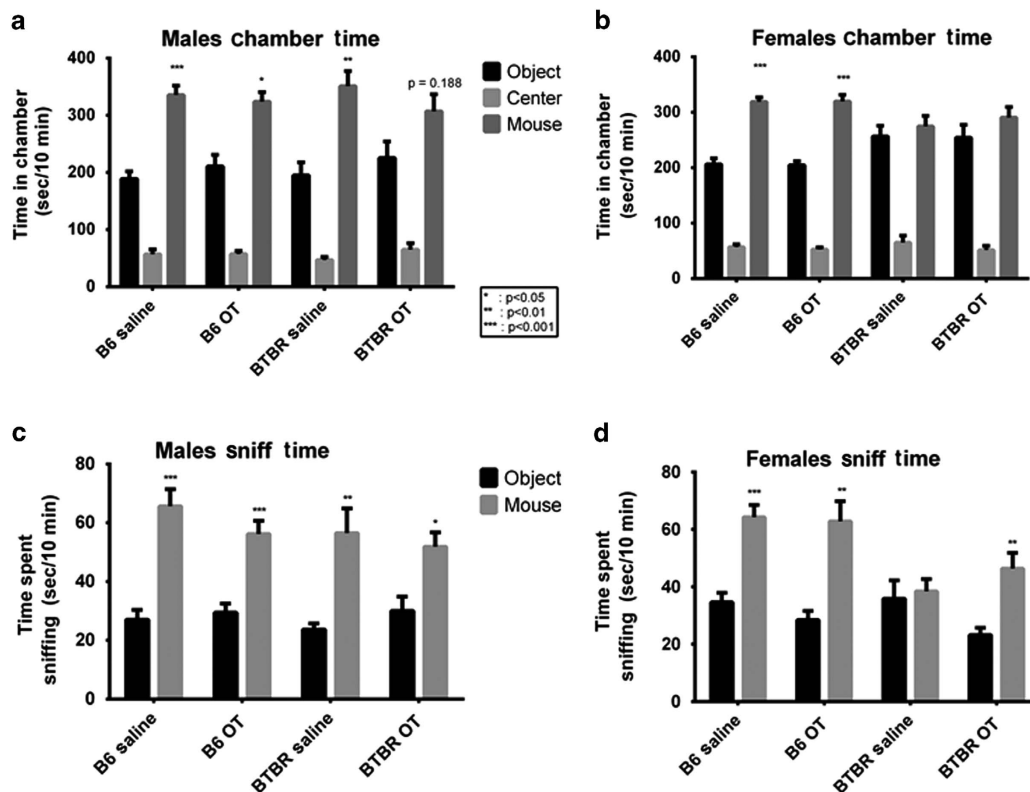 a
Males Chamber time
Time in chamber
(sec/10 min)
400
300
200
100
0
***
*
**
p = 0.188
Object
Center
Mouse
B6 saline
B6 OT
BTBR saline
BTBR OT
* : p<0.05
** : p<0.01
*** : p<0.001
b
Females Chamber time
Time in chamber
(sec/10 min)
400
300
200
100
0
***
***
B6 saline
B6 OT
BTBR saline
BTBR OT
c
Males sniff time
Time spent
sniffing (sec/10 min)
80
60
40
20
0
***
***
**
*
Object
Mouse
B6 saline
B6 OT
BTBR saline
BTBR OT
d
Females sniff time
Time spent
sniffing (sec/10 min)
80
60
40
20
0
***
**
**
B6 saline
B6 OT
BTBR saline
BTBR OT